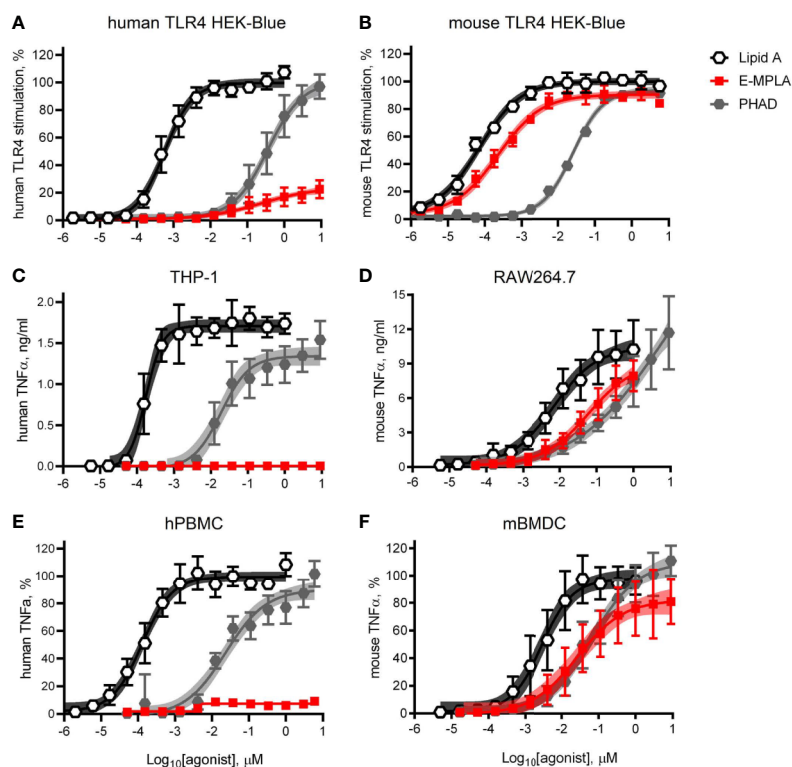 A
human TLR4 HEK-Blue
human TLR4 stimulation, %
120
100
80
60
40
20
0
-6 -5 -4 -3 -2 -1 0 1
B
mouse TLR4 HEK-Blue
mouse TLR4 stimulation, %
120
100
80
60
40
20
0
-6 -5 -4 -3 -2 -1 0 1
Lipid A
E-MPLA
PHAD
C
THP-1
human TNFα, ng/ml
2.0
1.5
1.0
0.5
0.0
-6 -5 -4 -3 -2 -1 0 1
D
RAW264.7
mouse TNFα, ng/ml
15
12
9
6
3
0
-6 -5 -4 -3 -2 -1 0 1
E
hPBMC
human TNFa, %
120
100
80
60
40
20
0
-6 -5 -4 -3 -2 -1 0 1
Log10[agonist], μM
F
mBMDC
mouse TNFα, %
120
100
80
60
40
20
0
-6 -5 -4 -3 -2 -1 0 1
Log10[agonist], μM